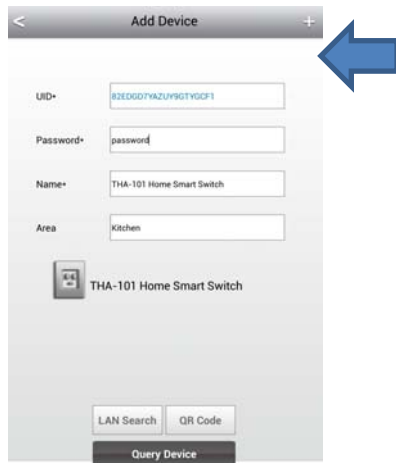 < Add Device +
UID* 82EDGD7YAZUY9GTYGCF1
Password* password
Name* THA-101 Home Smart Switch
Area Kitchen
THA-101 Home Smart Switch
LAN Search QR Code
Query Device